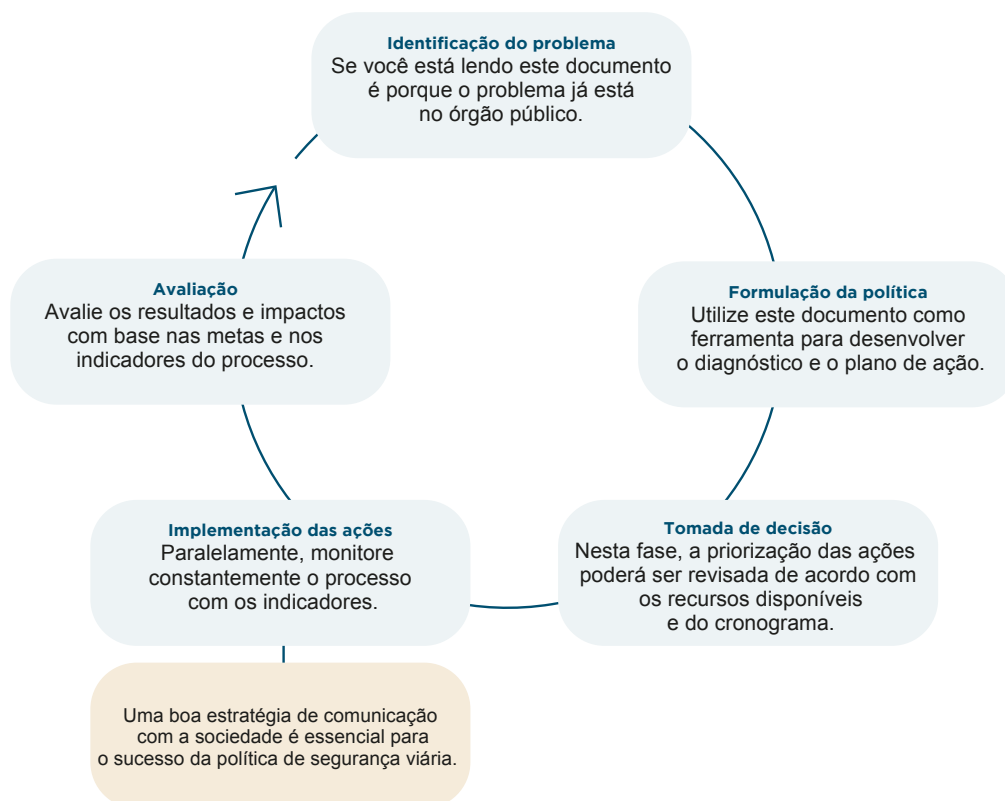 Identificação do problema
Se você está lendo este documento
é porque o problema já está
no órgão público.
Formulação da política
Utilize este documento como
ferramenta para desenvolver
o diagnóstico e o plano de ação.
Tomada de decisão
Nesta fase, a priorização das ações
poderá ser revisada de acordo com
os recursos disponíveis
e do cronograma.
Implementação das ações
Paralelamente, monitore
constantemente o processo
com os indicadores.
Uma boa estratégia de comunicação
com a sociedade é essencial para
o sucesso da política de segurança viária.
Avaliação
Avalie os resultados e impactos
com base nas metas e nos
indicadores do processo.